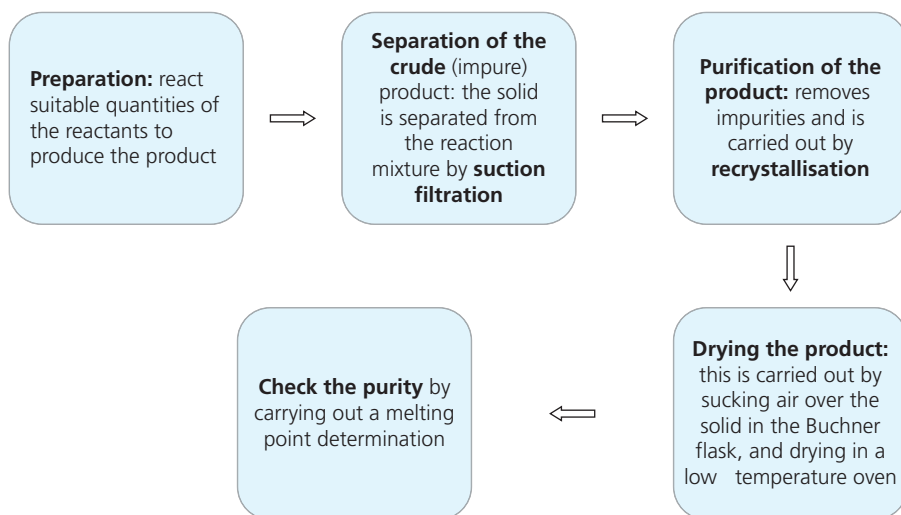 Preparation: react
suitable quantities of
the reactants to
produce the product
Separation of the
crude (impure)
product: the solid
is separated from
the reaction
mixture by suction
filtration
Purification of the
product: removes
impurities and is
carried out by
recrystallisation
Drying the product:
this is carried out by
sucking air over the
solid in the Buchner
flask, and drying in a
low temperature oven
Check the purity by
carrying out a melting
point determination